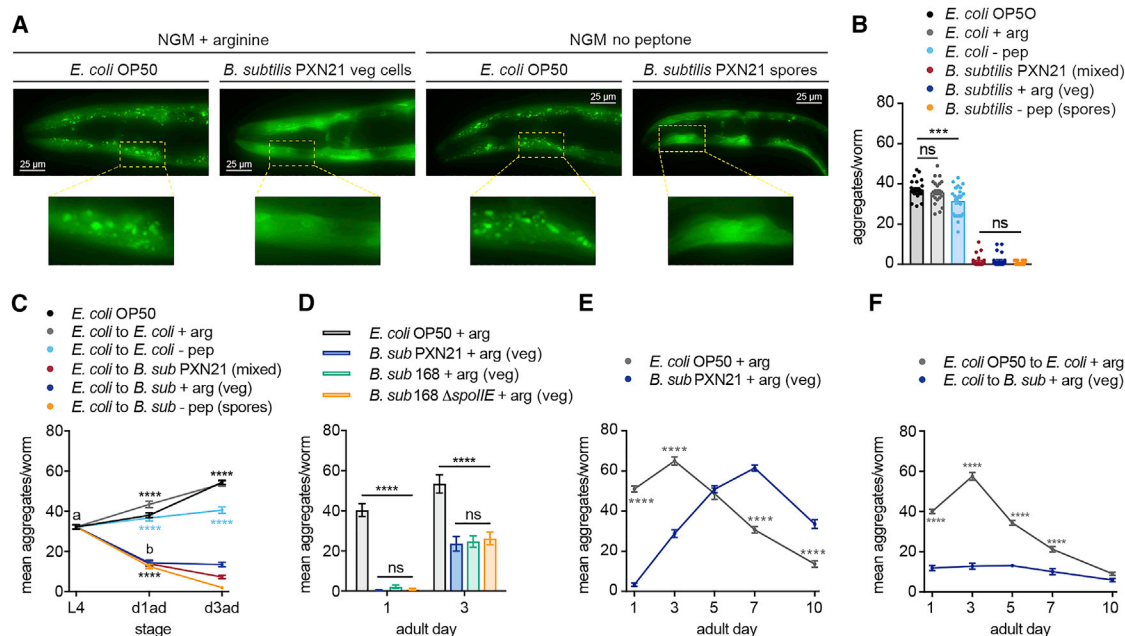 A
NGM + arginine
NGM no peptone
E. coli OP50
B. subtilis PXN21 veg cells
E. coli OP50
B. subtilis PXN21 spores
25 µm
25 µm
25 µm
25 µm
B
E. coli OP5O
E. coli + arg
E. coli - pep
B. subtilis PXN21 (mixed)
B. subtilis + arg (veg)
B. subtilis - pep (spores)
aggregates/worm
80
60
40
20
0
***
ns
ns
C
E. coli OP50
E. coli to E. coli + arg
E. coli to E. coli - pep
E. coli to B. sub PXN21 (mixed)
E. coli to B. sub + arg (veg)
E. coli to B. sub - pep (spores)
mean aggregates/worm
80
60
40
20
0
a
****
****
b
****
****
****
L4
d1ad
d3ad
stage
D
E. coli OP50 + arg
B. sub PXN21 + arg (veg)
B. sub 168 + arg (veg)
B. sub 168 ΔspoIIE + arg (veg)
mean aggregates/worm
80
60
40
20
0
****
ns
****
ns
1
3
adult day
E
E. coli OP50 + arg
B. sub PXN21 + arg (veg)
mean aggregates/worm
80
60
40
20
0
****
****
****
****
1
3
5
7
10
adult day
F
E. coli OP50 to E. coli + arg
E. coli to B. sub + arg (veg)
mean aggregates/worm
80
60
40
20
0
****
****
****
****
1
3
5
7
10
adult day